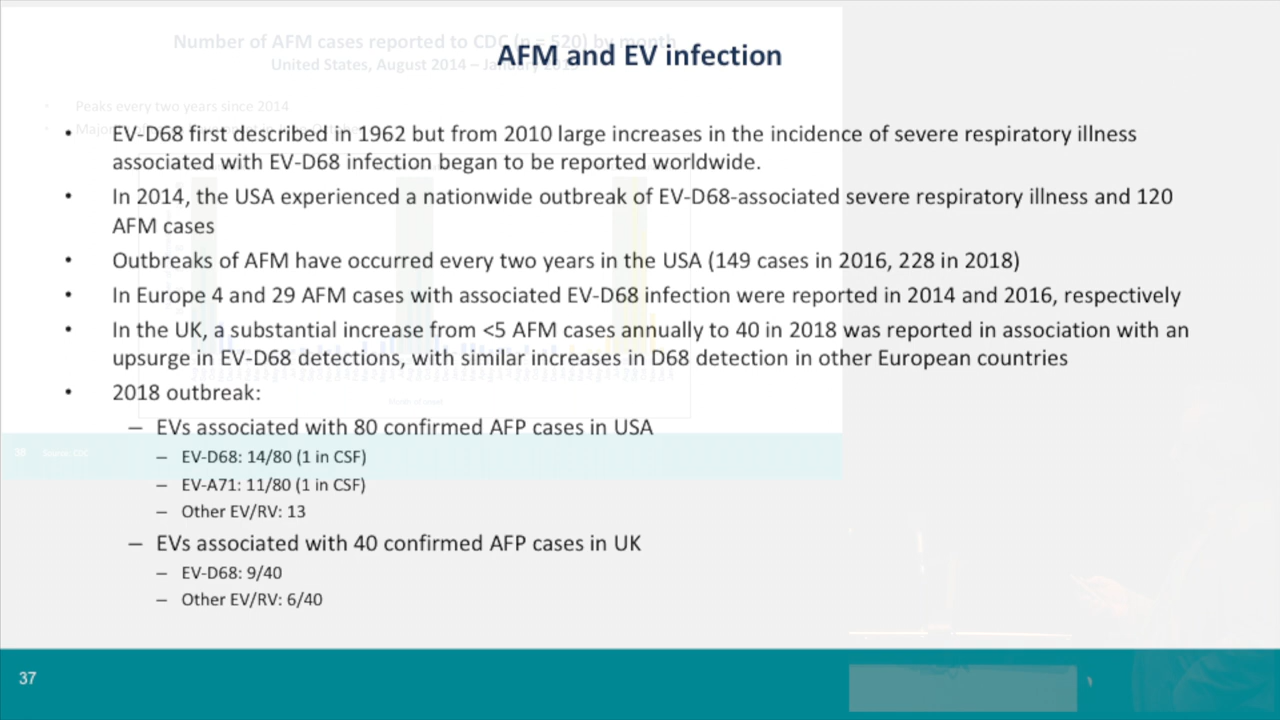 Number of AFM cases reported to CDC (n = 520) by month
United States, August 2014 – January
AFM and EV infection
• Peaks every two years since 2014
• EV-D68 first described in 1962 but from 2010 large increases in the incidence of severe respiratory illness
associated with EV-D68 infection began to be reported worldwide.
• In 2014, the USA experienced a nationwide outbreak of EV-D68-associated severe respiratory illness and 120
AFM cases
• Outbreaks of AFM have occurred every two years in the USA (149 cases in 2016, 228 in 2018)
• In Europe 4 and 29 AFM cases with associated EV-D68 infection were reported in 2014 and 2016, respectively
• In the UK, a substantial increase from <5 AFM cases annually to 40 in 2018 was reported in association with an
upsurge in EV-D68 detections, with similar increases in D68 detection in other European countries
• 2018 outbreak:
– EVs associated with 80 confirmed AFP cases in USA
– EV-D68: 14/80 (1 in CSF)
– EV-A71: 11/80 (1 in CSF)
– Other EV/RV: 13
– EVs associated with 40 confirmed AFP cases in UK
– EV-D68: 9/40
– Other EV/RV: 6/40
38 Source: CDC
37